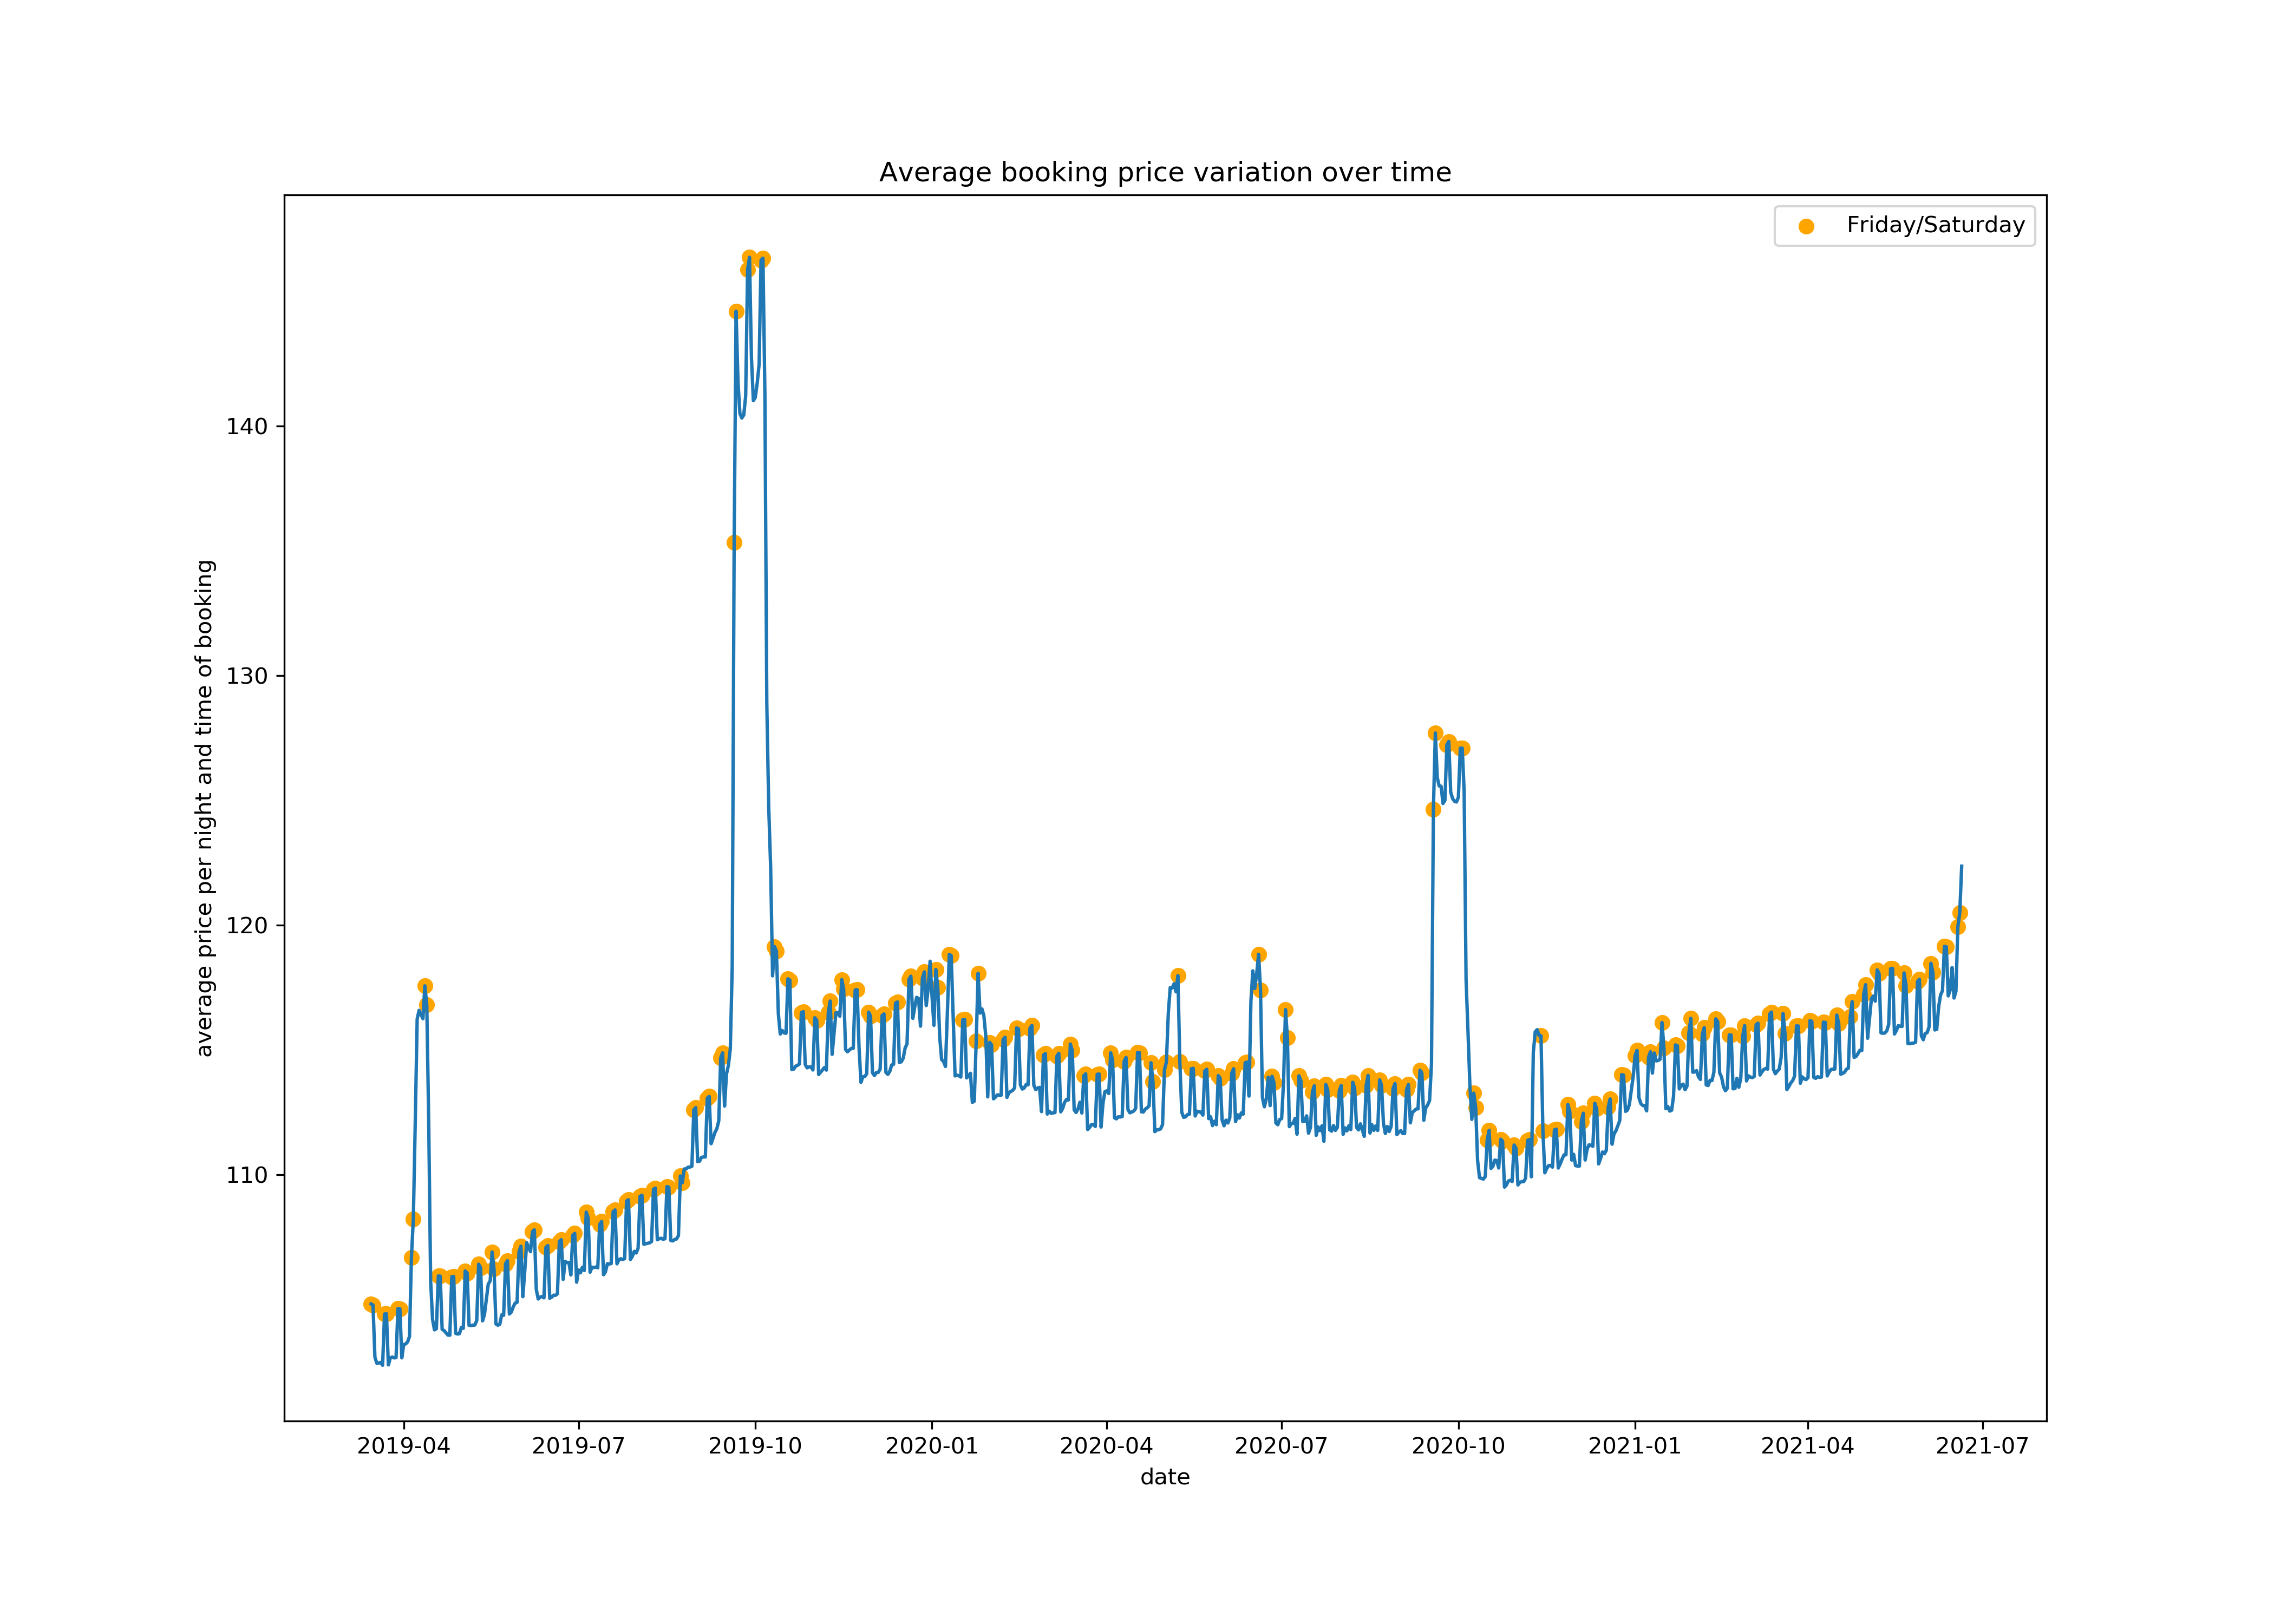 Average booking price variation over time
Friday/Saturday
average price per night and time of booking
140
130
120
110
2019-04 2019-07 2019-10 2020-01 2020-04 2020-07 2020-10 2021-01 2021-04 2021-07
date